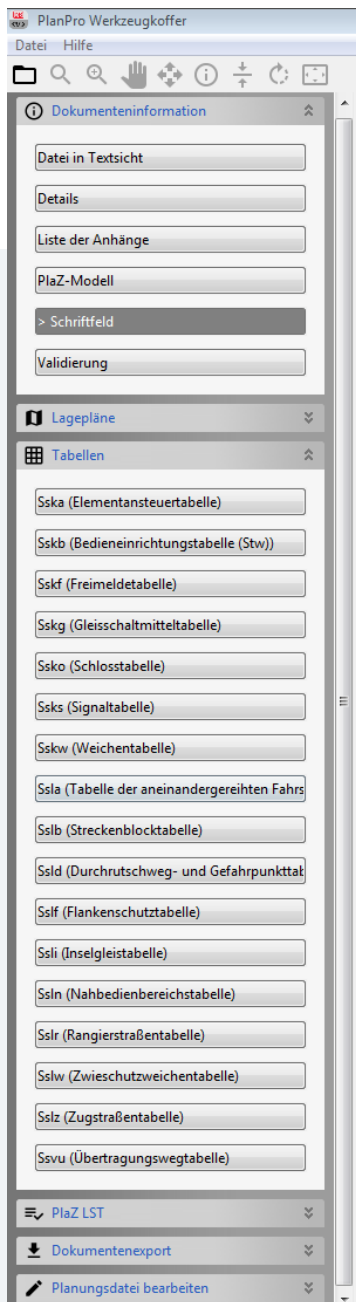 PlanPro Werkzeugkoffer
Datei Hilfe
Dokumenteninformation
Datei in Textsicht
Details
Liste der Anhänge
PlaZ-Modell
> Schriftfeld
Validierung
Lagepläne
Tabellen
Sska (Elementansteuertabelle)
Sskb (Bedieneinrichtungstabelle (Stw))
Sskf (Freimeldetabelle)
Sskg (Gleisschaltmitteltabelle)
Ssko (Schlosstabelle)
Ssks (Signaltabelle)
Sskw (Weichentabelle)
Ssla (Tabelle der aneinandergereihten Fahrs
Sslb (Streckenblocktabelle)
Ssld (Durchrutschweg- und Gefahrpunkttab
Sslf (Flankenschutztabelle)
Ssli (Inselgleistabelle)
Ssln (Nahbedienbereichstabelle)
Sslr (Rangierstraßentabelle)
Sslw (Zwieschutzweichentabelle)
Sslz (Zugstraßentabelle)
Ssvu (Übertragungswegtabelle)
PlaZ LST
Dokumentenexport
Planungsdatei bearbeiten